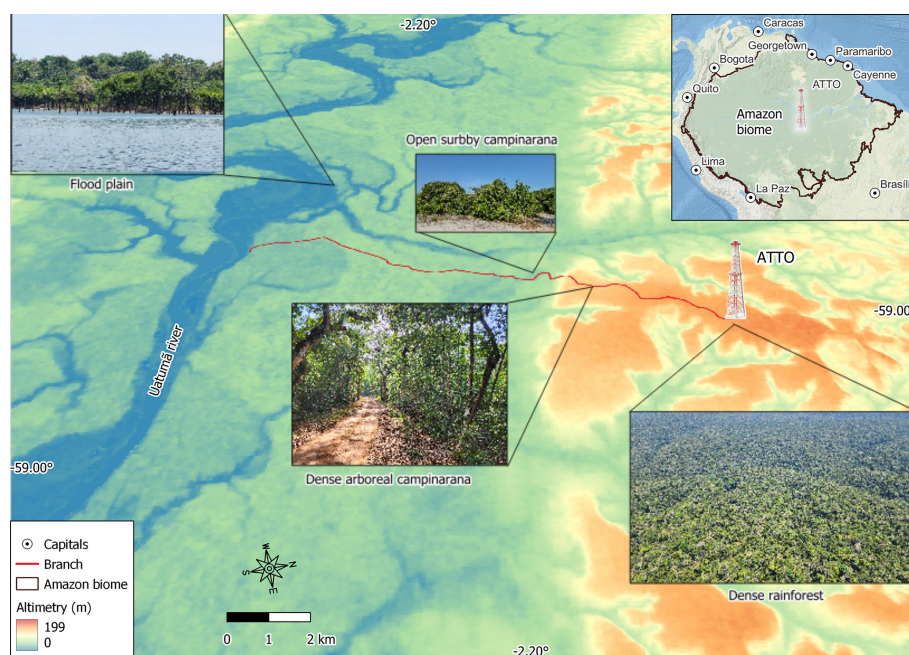 -2.20°
Caracas
Georgetown
Paramaribo
Cayenne
Bogota
ATTO
Quito
Amazon
biome
Lima
La Paz
Brasíl
Flood plain
Open surbby campinarana
ATTO
-59.00
Uatumã river
Dense arboreal campinarana
-59.00°
Dense rainforest
Capitals
Branch
Amazon biome
Altimetry (m)
199
0
W
N
S
E
0 1 2 km
-2.20°